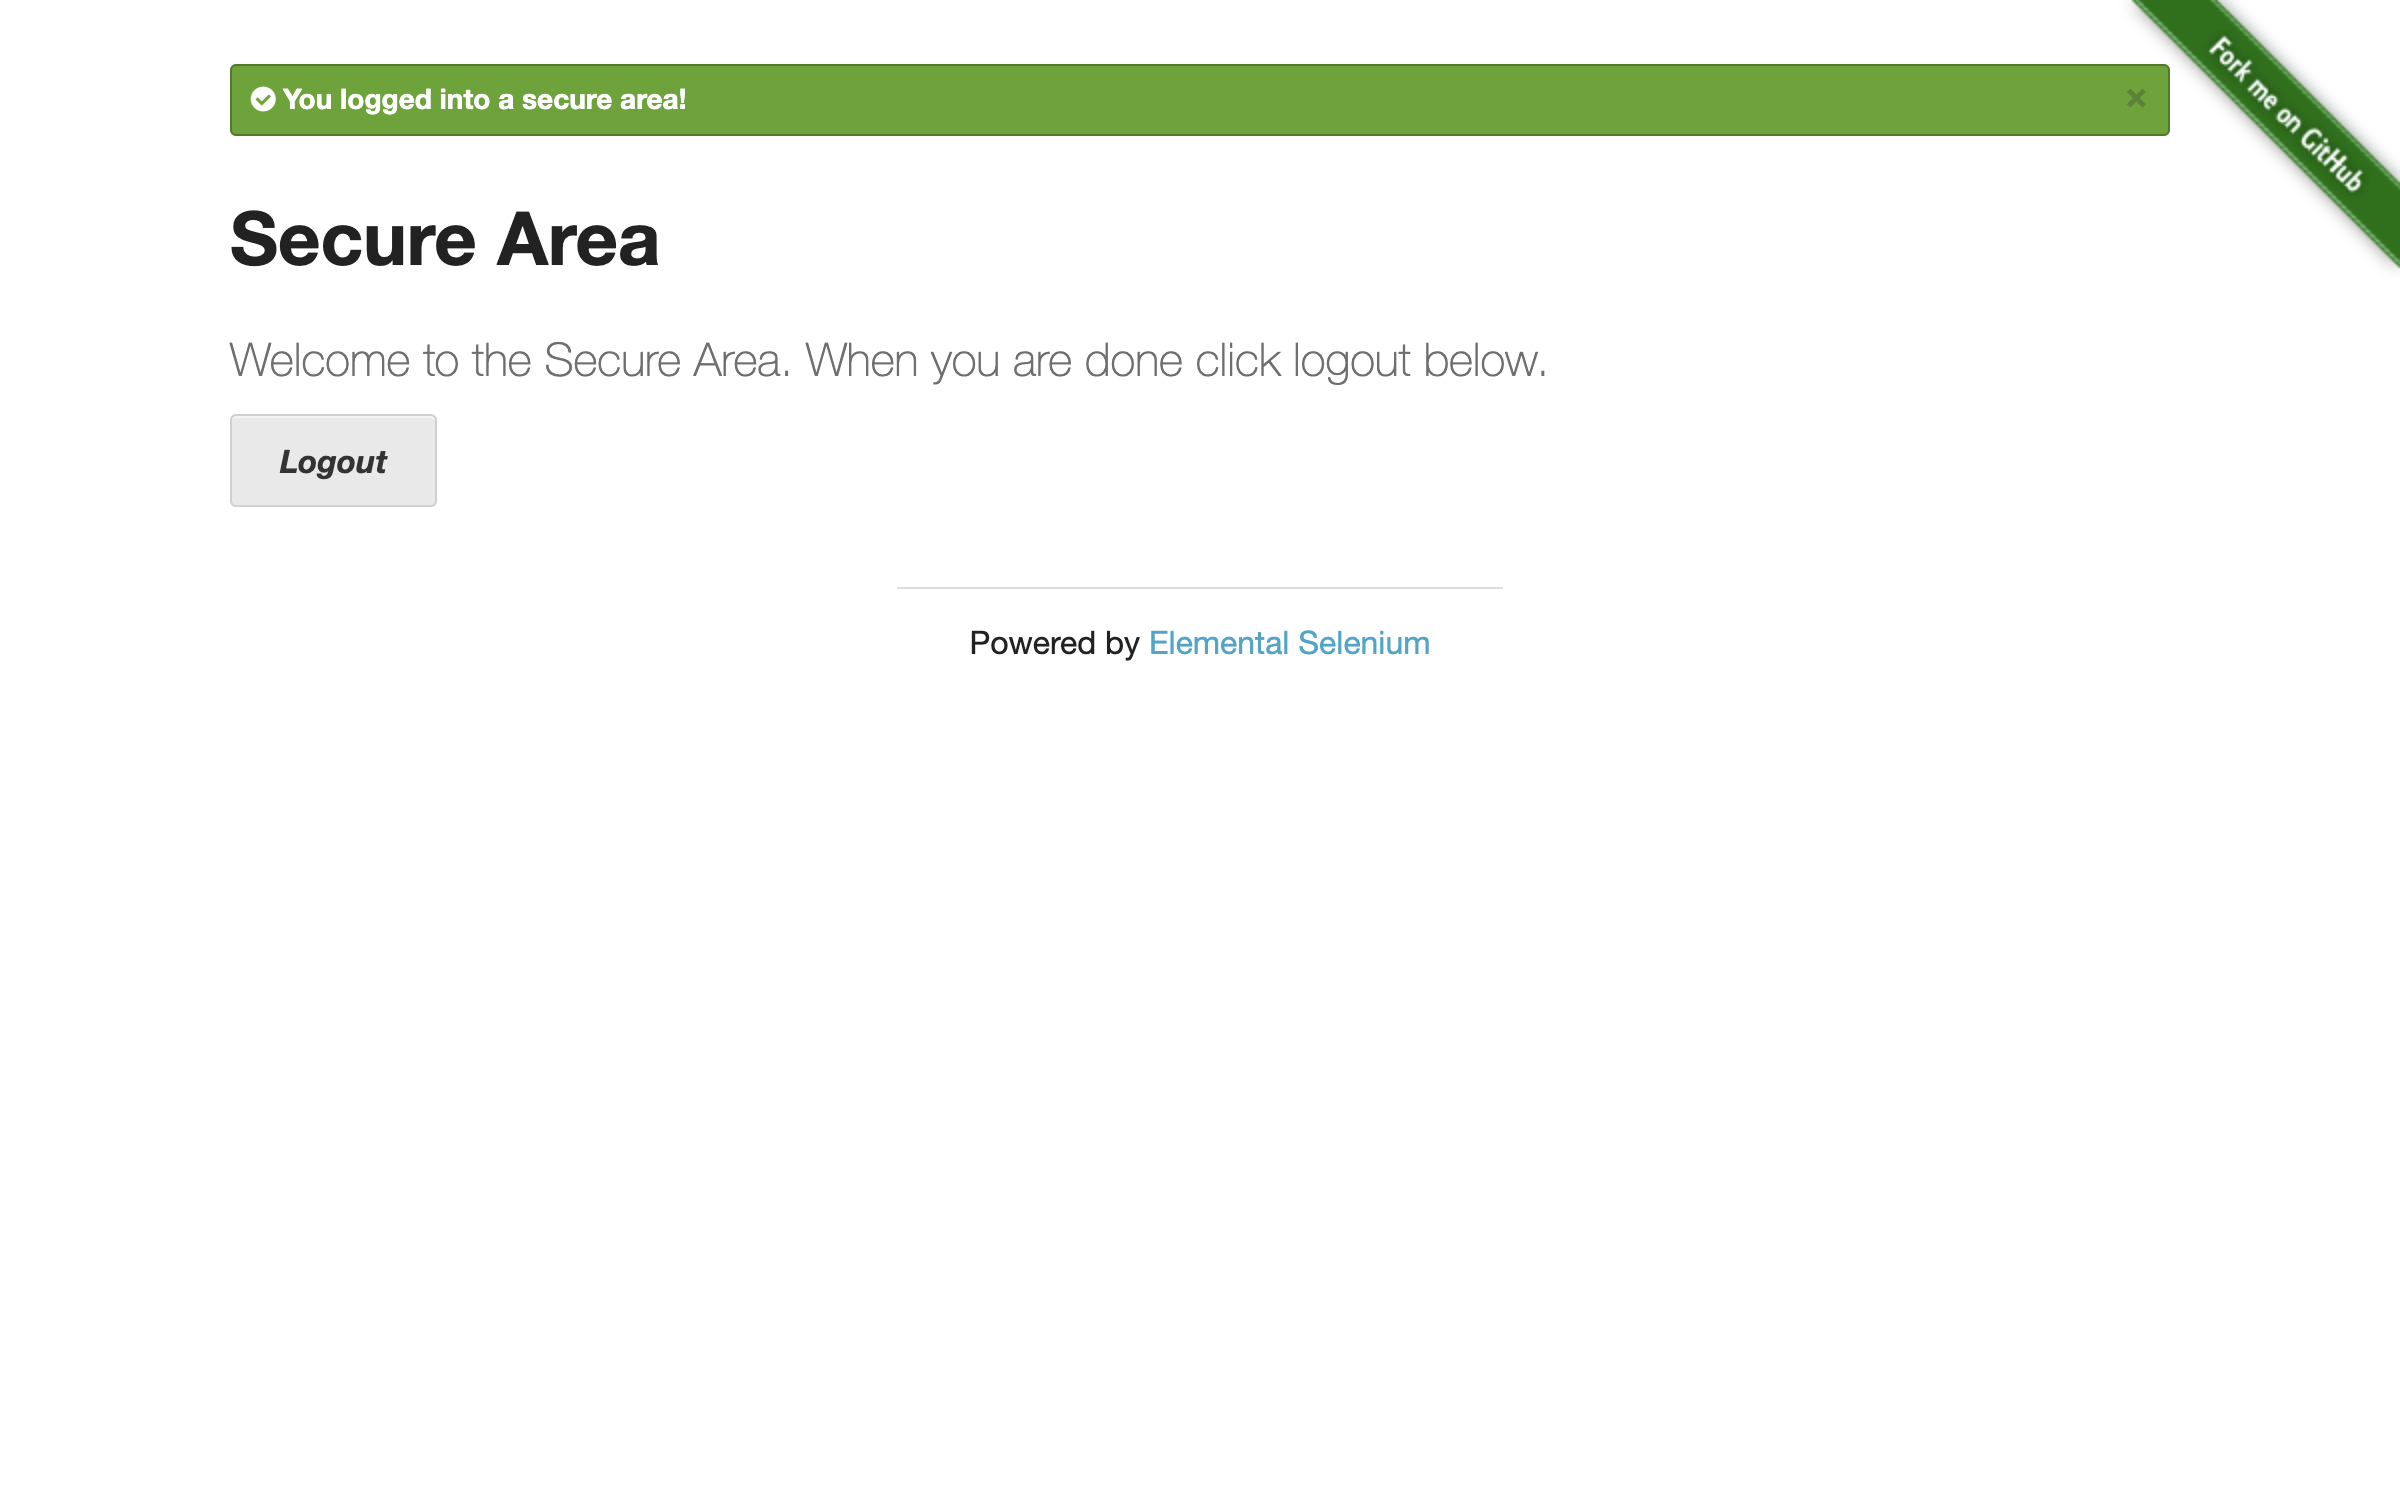 You logged into a secure area!
×
Fork me on GitHub
Secure Area
Welcome to the Secure Area. When you are done click logout below.
Logout
Powered by Elemental Selenium